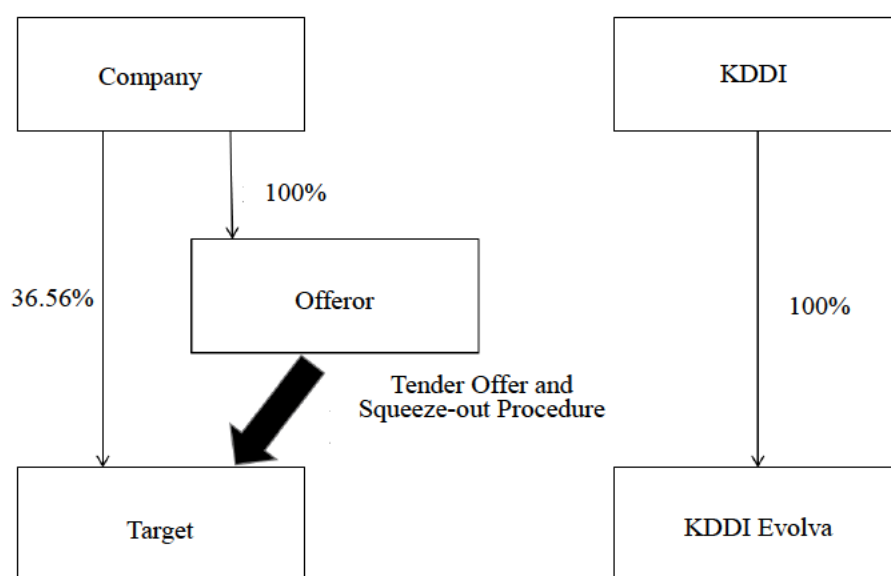 Company
KDDI
100%
Offeror
36.56%
100%
Tender Offer and
Squeeze-out Procedure
Target
KDDI Evolva